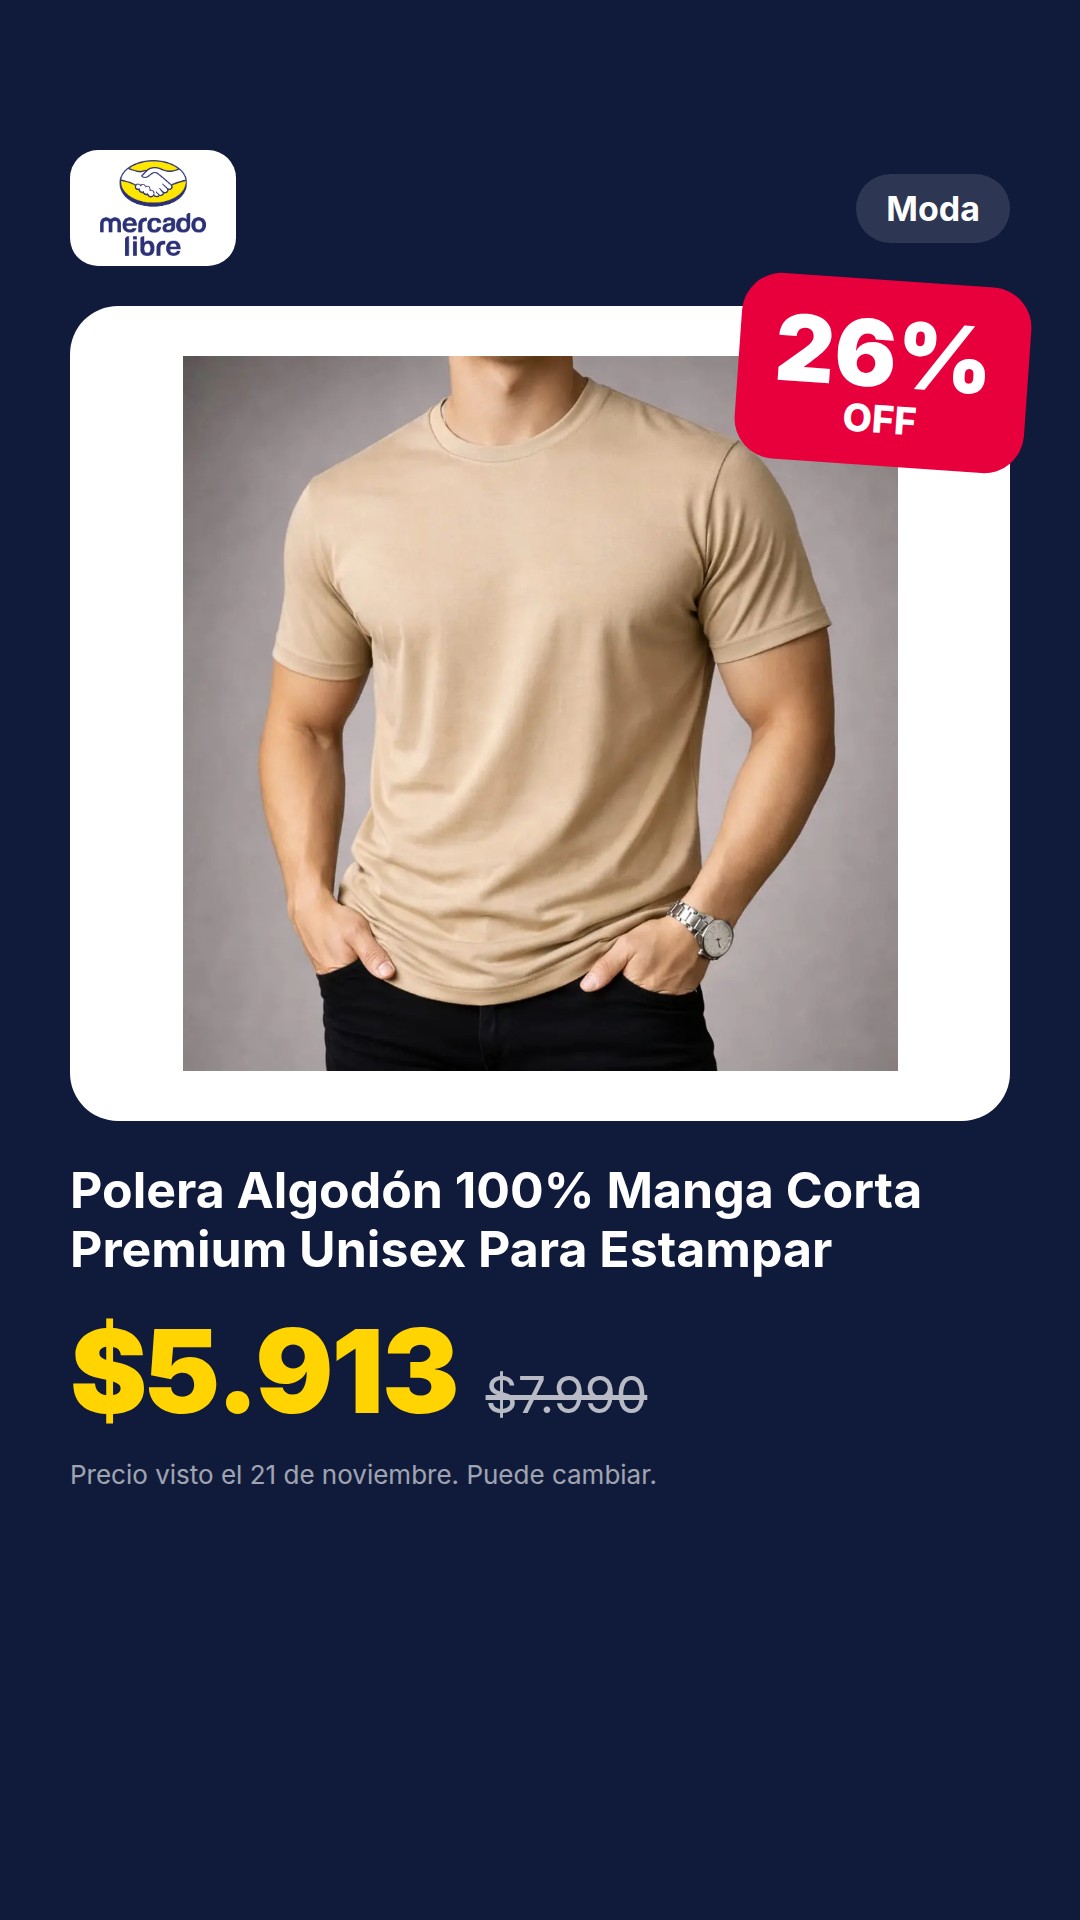 mercado
libre
Moda
26%
OFF
Polera Algodón 100% Manga Corta
Premium Unisex Para Estampar
$5.913 $7.990
Precio visto el 21 de noviembre. Puede cambiar.